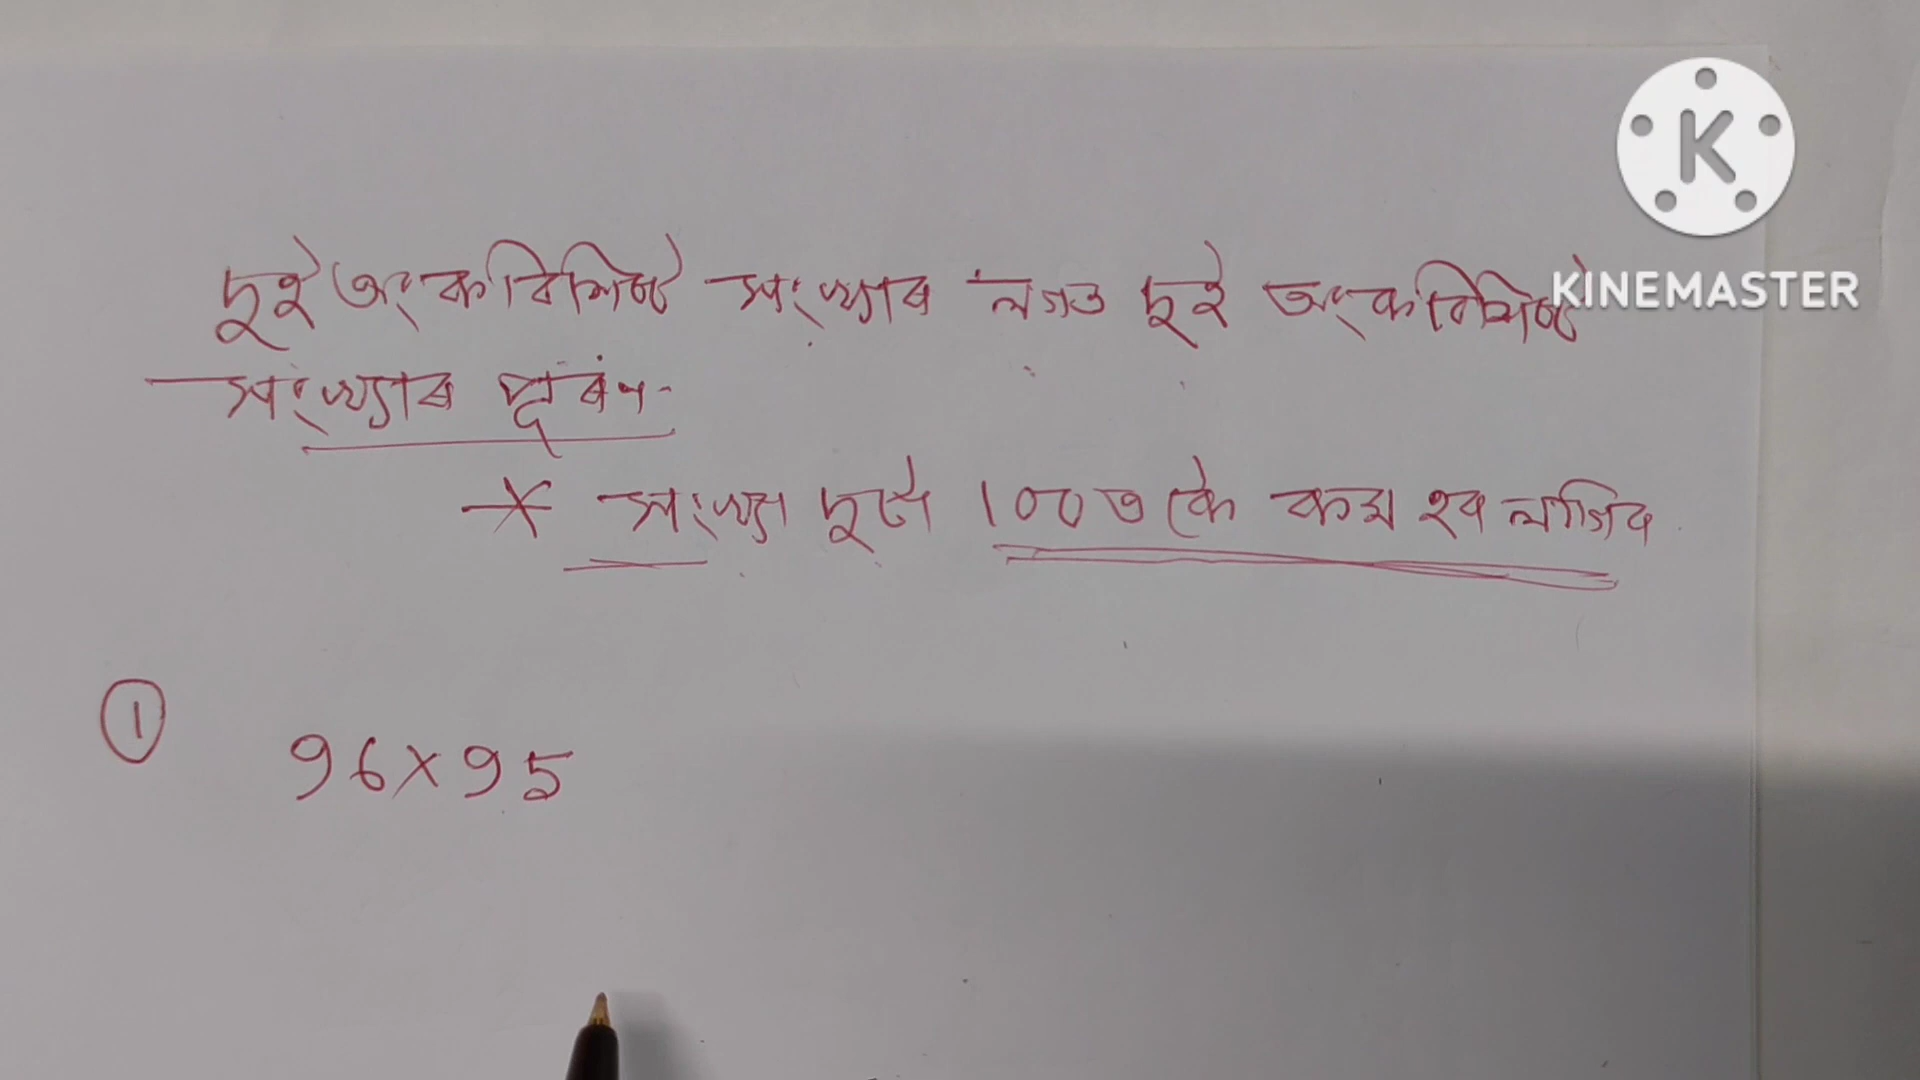 দুই অংকবিশিষ্ট সংখ্যাৰ লগত দুই অংকবিশিষ্ট
সংখ্যাৰ পূৰণ
* সংখ্যা দুটা 100তকৈ কম হব লাগিব
① 96×95
K
KINEMASTER